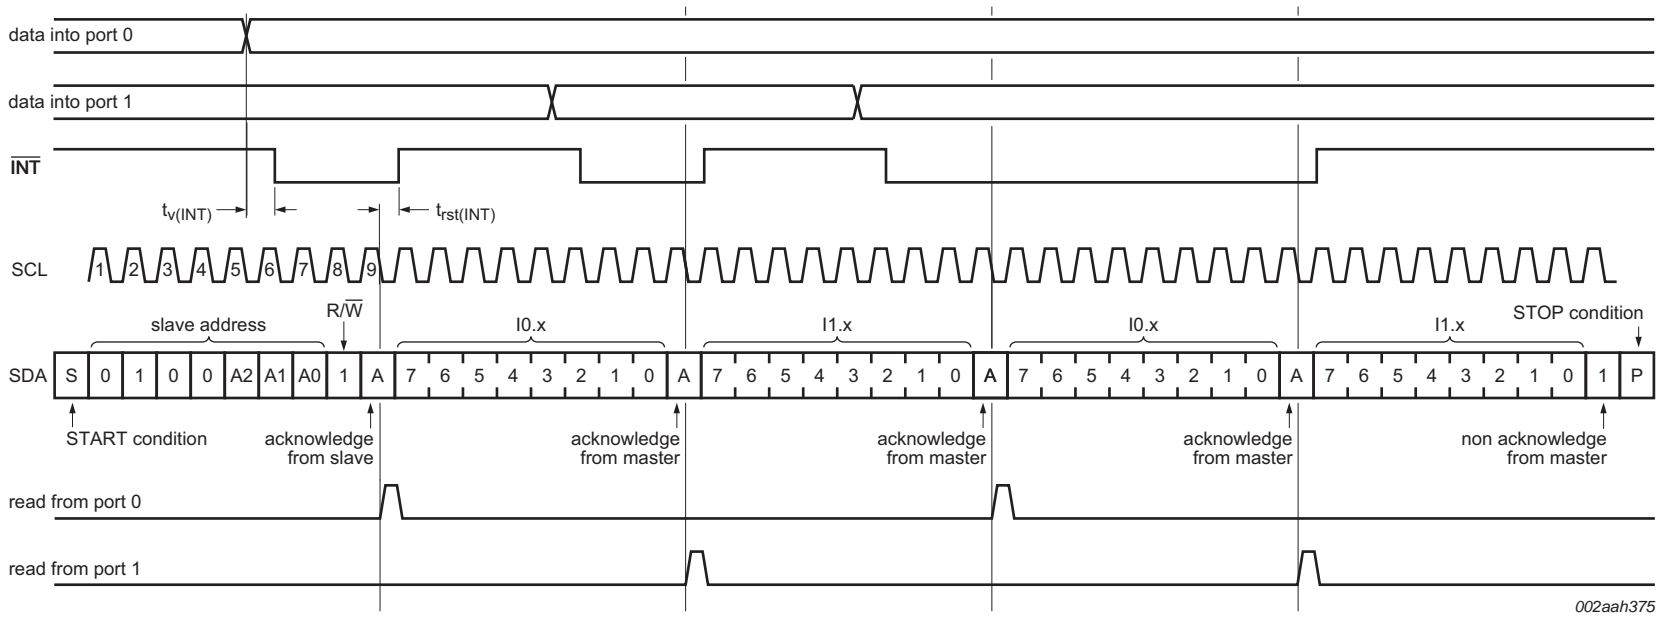 data into port 0
data into port 1
INT
tv(INT) trst(INT)
SCL 1 2 3 4 5 6 7 8 9
R/W
slave address I0.x I1.x I0.x I1.x STOP condition
SDA S 0 1 0 0 A2 A1 A0 1 A 7 6 5 4 3 2 1 0 A 7 6 5 4 3 2 1 0 A 7 6 5 4 3 2 1 0 A 7 6 5 4 3 2 1 0 1 P
START condition acknowledge acknowledge acknowledge acknowledge non acknowledge
from slave from master from master from master from master
read from port 0
read from port 1
002aah375